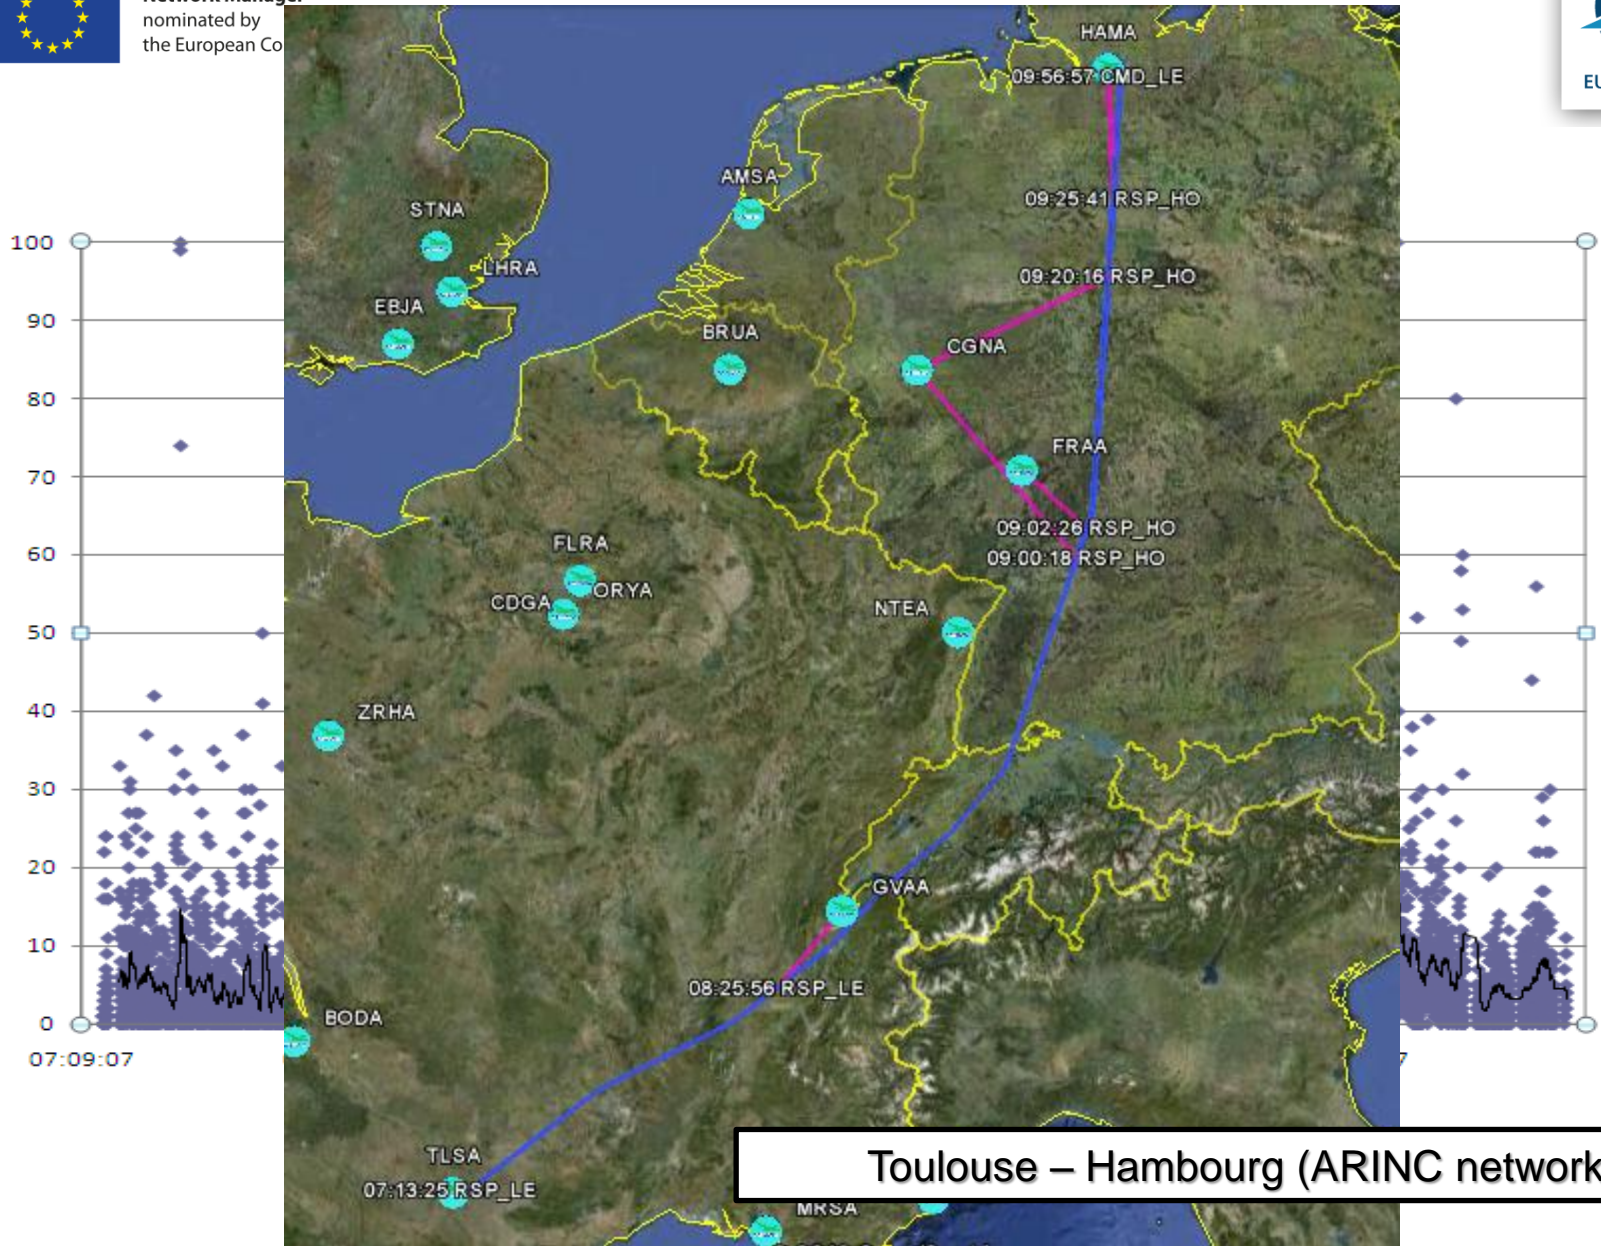 nominated by
the European Co
EU
HAMA
09:56:57 CMD_LE
AMSA
09:25:41 RSP_HO
STNA
100
LHRA
09:20:16 RSP_HO
EBJA
90
BRUA
CGNA
80
FRAA
70
09:02:26 RSP_HO
FLRA
60
09:00:18 RSP_HO
ORYA
CDGA
NTEA
50
ZRHA
40
30
20
GVAA
10
08:25:56 RSP_LE
0
BODA
07:09:07
7
TLSA
Toulouse – Hambourg (ARINC network
07:13:25 RSP_LE
MRSA